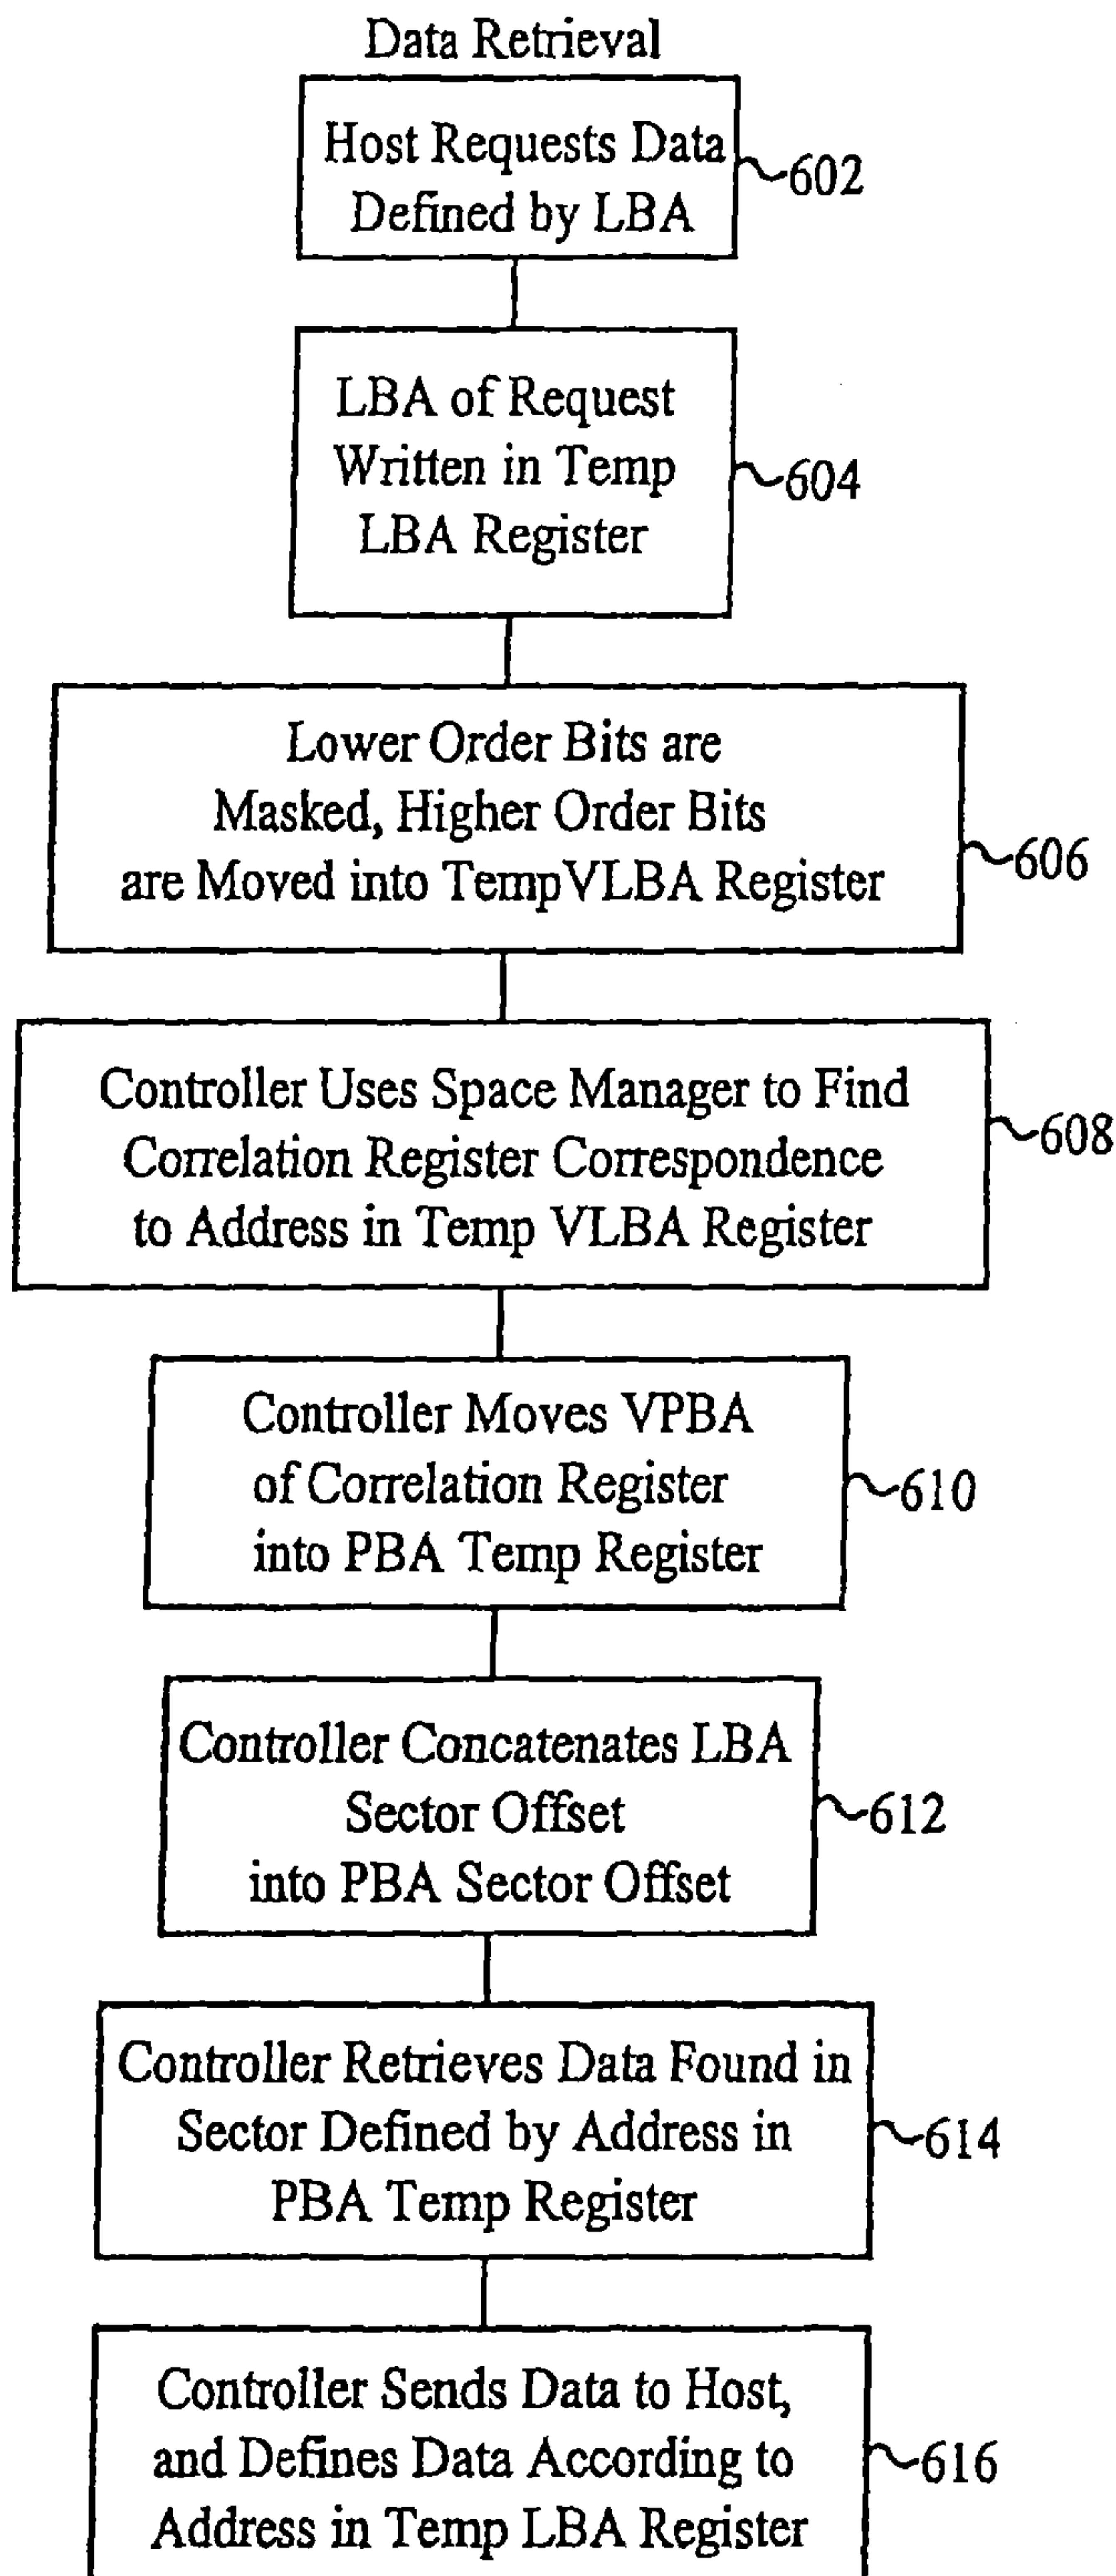 Data Retrieval
Host Requests Data
Defined by LBA
602
LBA of Request
Written in Temp
LBA Register
604
Lower Order Bits are
Masked, Higher Order Bits
are Moved into TempVLBA Register
606
Controller Uses Space Manager to Find
Correlation Register Correspondence
to Address in Temp VLBA Register
608
Controller Moves VPBA
of Correlation Register
into PBA Temp Register
610
Controller Concatenates LBA
Sector Offset
into PBA Sector Offset
612
Controller Retrieves Data Found in
Sector Defined by Address in
PBA Temp Register
614
Controller Sends Data to Host,
and Defines Data According to
Address in Temp LBA Register
616